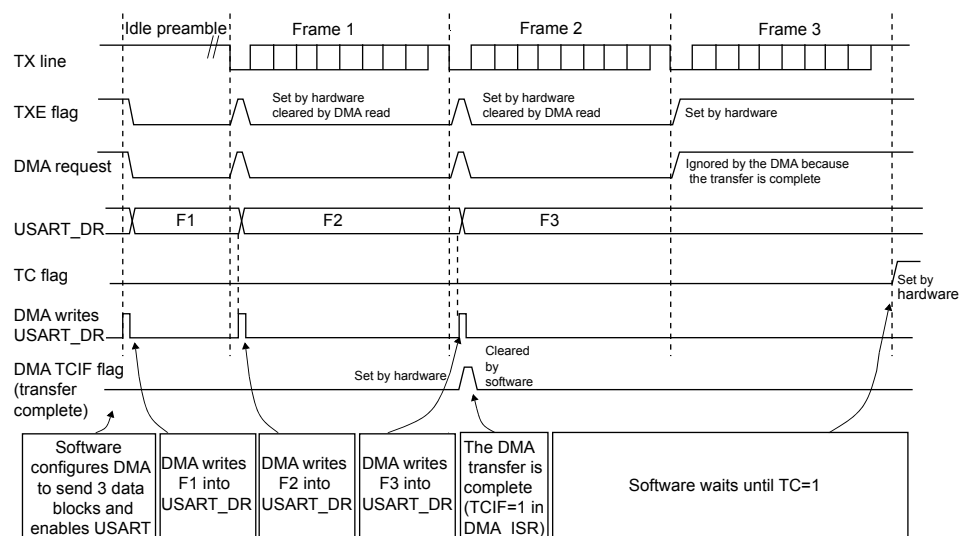 Idle preamble
Frame 1
Frame 2
Frame 3
TX line
TXE flag
Set by hardware
cleared by DMA read
Set by hardware
cleared by DMA read
Set by hardware
DMA request
Ignored by the DMA because
the transfer is complete
USART_DR
F1
F2
F3
TC flag
Set by
hardware
DMA writes
USART_DR
DMA TCIF flag
(transfer
complete)
Set by hardware
Cleared
by
software
Software
configures DMA
to send 3 data
blocks and
enables USART
DMA writes
F1 into
USART_DR
DMA writes
F2 into
USART_DR
DMA writes
F3 into
USART_DR
The DMA
transfer is
complete
(TCIF=1 in
DMA_ISR)
Software waits until TC=1